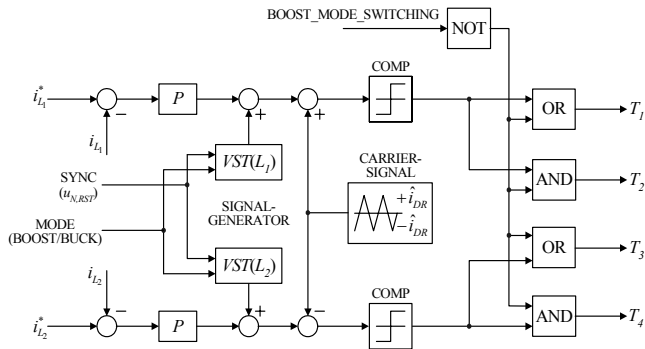 BOOST_MODE_SWITCHING
NOT
COMP
i*L1
−
P
+
+
OR
T1
iL1
VST(L1)
CARRIER-
SIGNAL
SYNC
(uN,RST)
SIGNAL-
GENERATOR
+îDR
−îDR
AND
T2
MODE
(BOOST/BUCK)
VST(L2)
OR
T3
iL2
COMP
i*L2
−
P
+
−
AND
T4